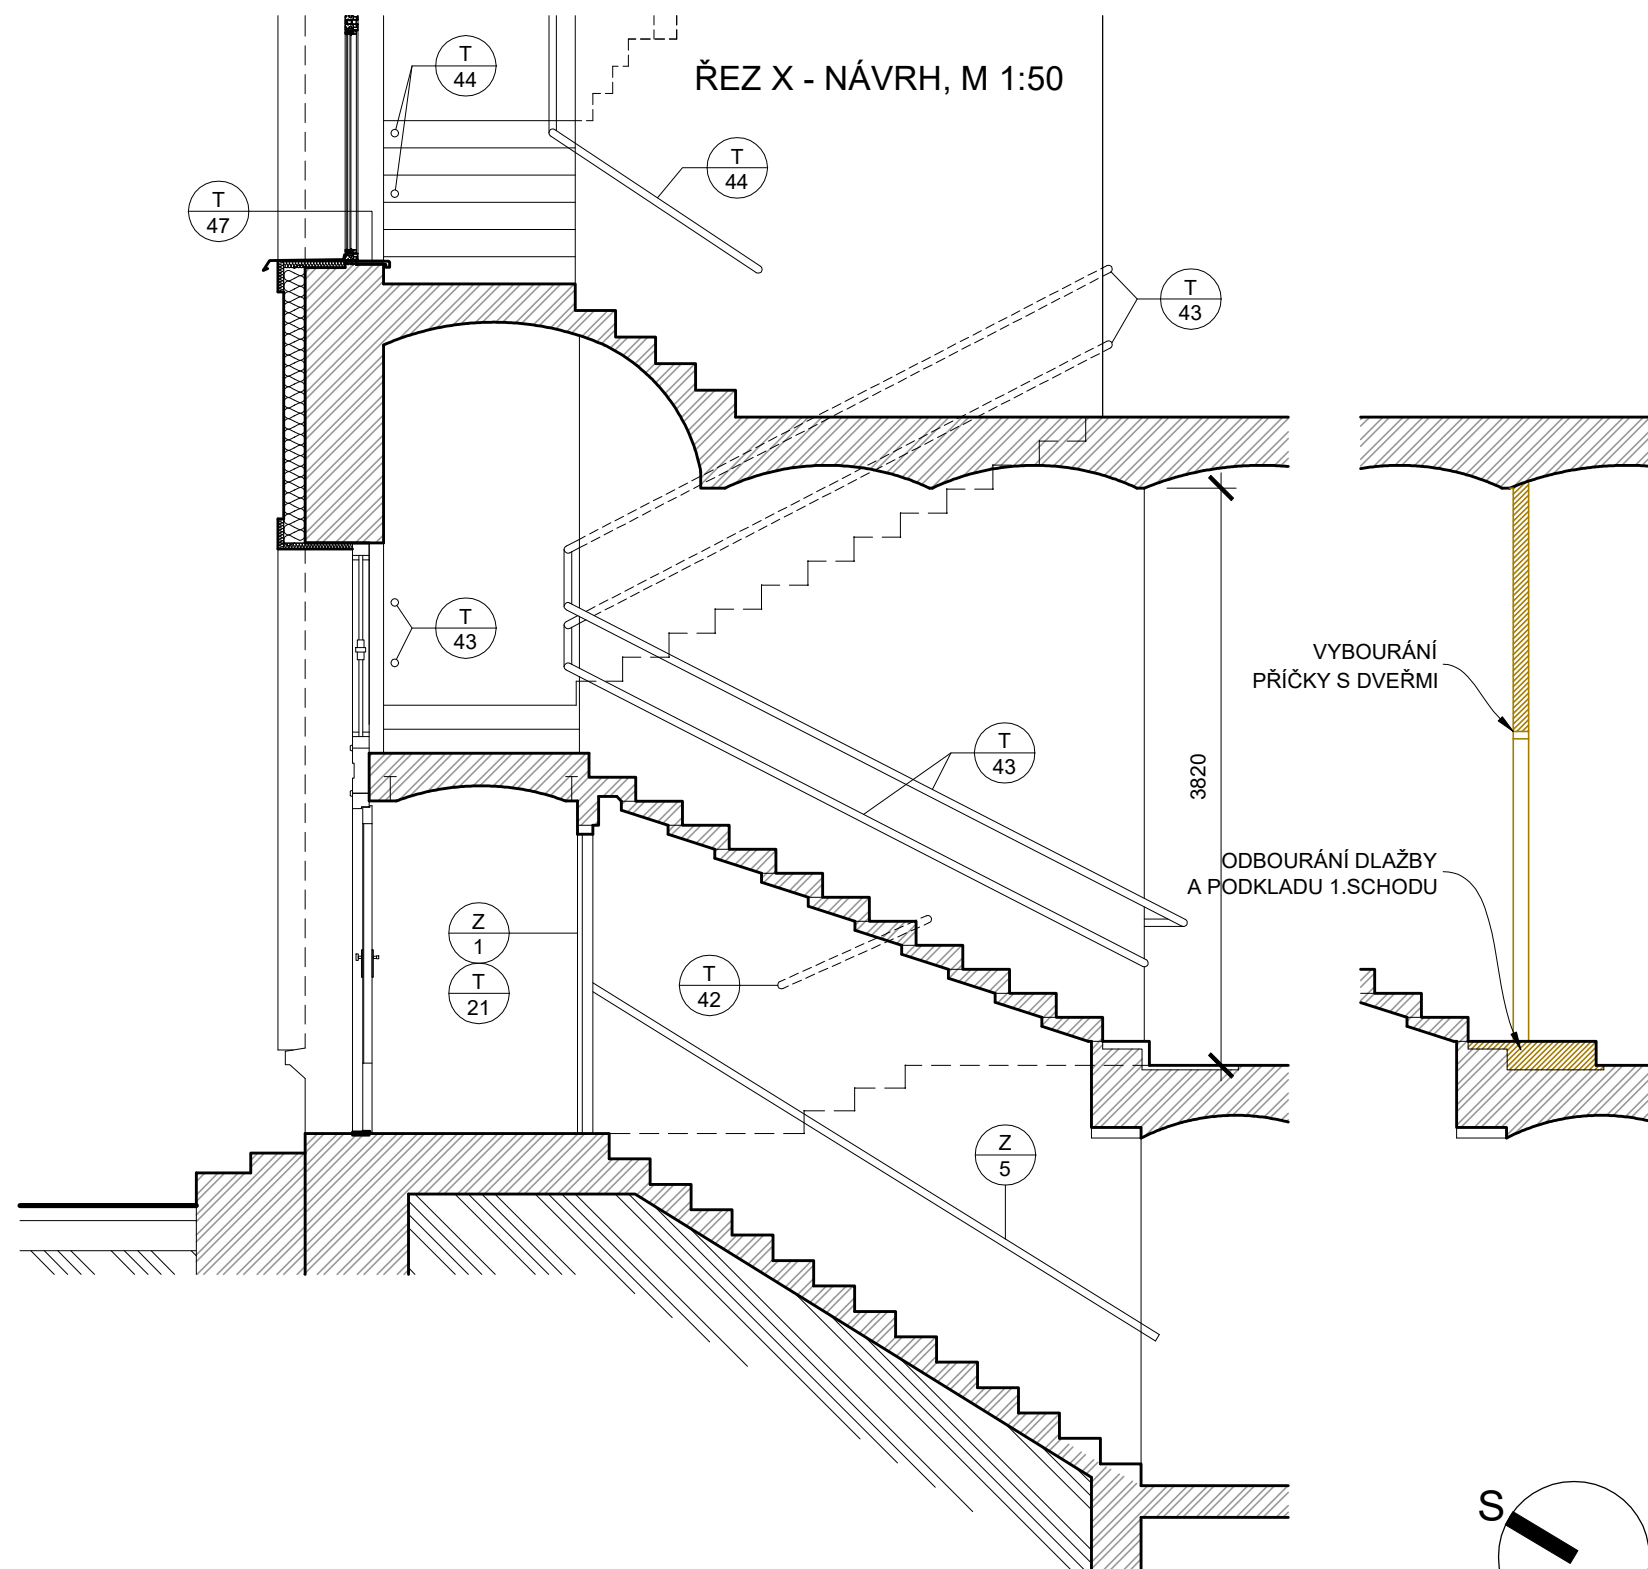 ŘEZ X - NÁVRH, M 1:50
T
44
T
44
T
47
T
43
T
43
VYBOURÁNÍ
PŘÍČKY S DVEŘMI
T
43
3820
ODBOURÁNÍ DLAŽBY
A PODKLADU 1.SCHODU
Z
1
T
21
T
42
Z
5
S